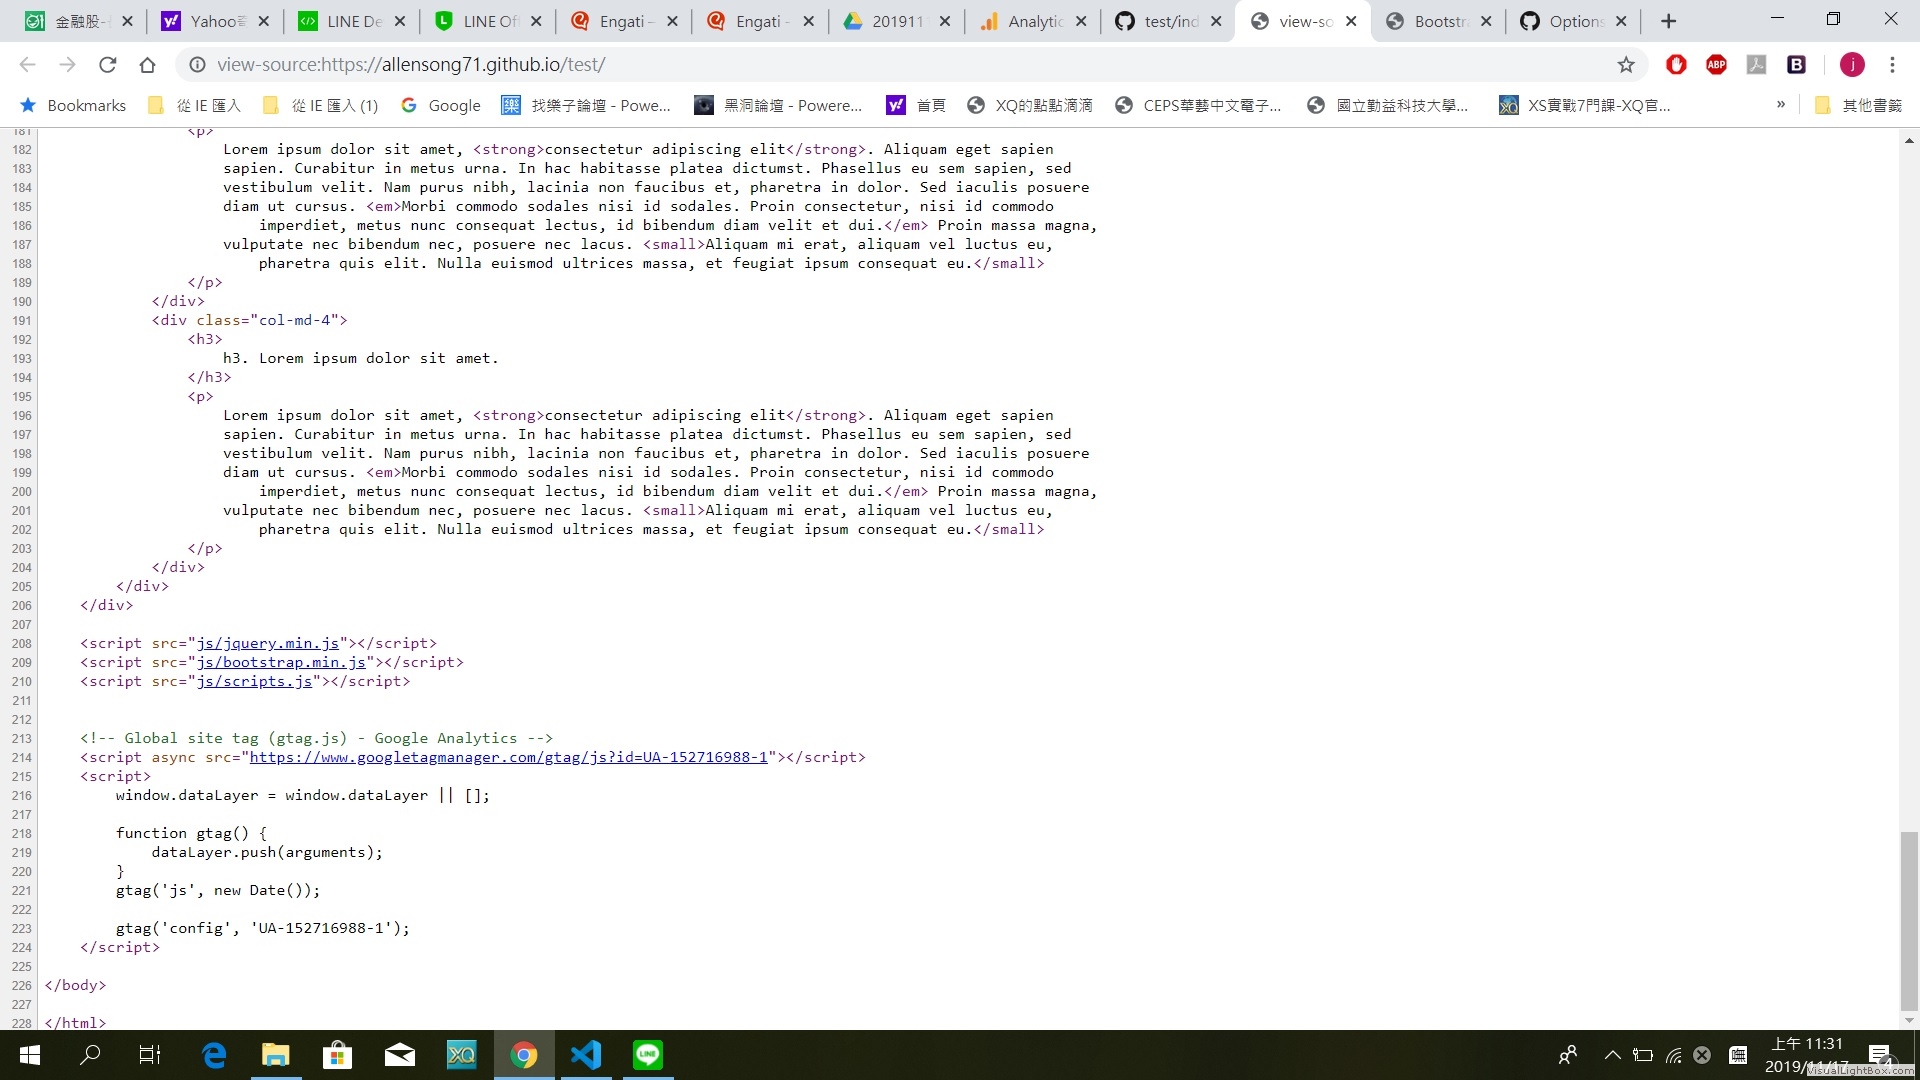 金融股-
Yahoo
LINE De
LINE Of
Engati –
Engati -
201911
Analytic
test/ind
view-so
Bootstra
Options
view-source:https://allensong71.github.io/test/
ABP
B
j
Bookmarks
從 IE 匯入
從 IE 匯入 (1)
Google
找樂子論壇 - Powe...
黑洞論壇 - Powere...
首頁
XQ的點點滴滴
CEPS華藝中文電子...
國立勤益科技大學...
XS實戰7門課-XQ官...
»
其他書籤
181 <p>
182 Lorem ipsum dolor sit amet, <strong>consectetur adipiscing elit</strong>. Aliquam eget sapien
183 sapien. Curabitur in metus urna. In hac habitasse platea dictumst. Phasellus eu sem sapien, sed
184 vestibulum velit. Nam purus nibh, lacinia non faucibus et, pharetra in dolor. Sed iaculis posuere
185 diam ut cursus. <em>Morbi commodo sodales nisi id sodales. Proin consectetur, nisi id commodo
186 imperdiet, metus nunc consequat lectus, id bibendum diam velit et dui.</em> Proin massa magna,
187 vulputate nec bibendum nec, posuere nec lacus. <small>Aliquam mi erat, aliquam vel luctus eu,
188 pharetra quis elit. Nulla euismod ultrices massa, et feugiat ipsum consequat eu.</small>
189 </p>
190 </div>
191 <div class="col-md-4">
192 <h3>
193 h3. Lorem ipsum dolor sit amet.
194 </h3>
195 <p>
196 Lorem ipsum dolor sit amet, <strong>consectetur adipiscing elit</strong>. Aliquam eget sapien
197 sapien. Curabitur in metus urna. In hac habitasse platea dictumst. Phasellus eu sem sapien, sed
198 vestibulum velit. Nam purus nibh, lacinia non faucibus et, pharetra in dolor. Sed iaculis posuere
199 diam ut cursus. <em>Morbi commodo sodales nisi id sodales. Proin consectetur, nisi id commodo
200 imperdiet, metus nunc consequat lectus, id bibendum diam velit et dui.</em> Proin massa magna,
201 vulputate nec bibendum nec, posuere nec lacus. <small>Aliquam mi erat, aliquam vel luctus eu,
202 pharetra quis elit. Nulla euismod ultrices massa, et feugiat ipsum consequat eu.</small>
203 </p>
204 </div>
205 </div>
206 </div>
207
208 <script src="js/jquery.min.js"></script>
209 <script src="js/bootstrap.min.js"></script>
210 <script src="js/scripts.js"></script>
211
212
213 <!-- Global site tag (gtag.js) - Google Analytics -->
214 <script async src="https://www.googletagmanager.com/gtag/js?id=UA-152716988-1"></script>
215 <script>
216 window.dataLayer = window.dataLayer || [];
217
218 function gtag() {
219 dataLayer.push(arguments);
220 }
221 gtag('js', new Date());
222
223 gtag('config', 'UA-152716988-1');
224 </script>
225
226 </body>
227
228 </html>
XQ
LINE
上午 11:31
2019/11/17
VisualLightBox.com